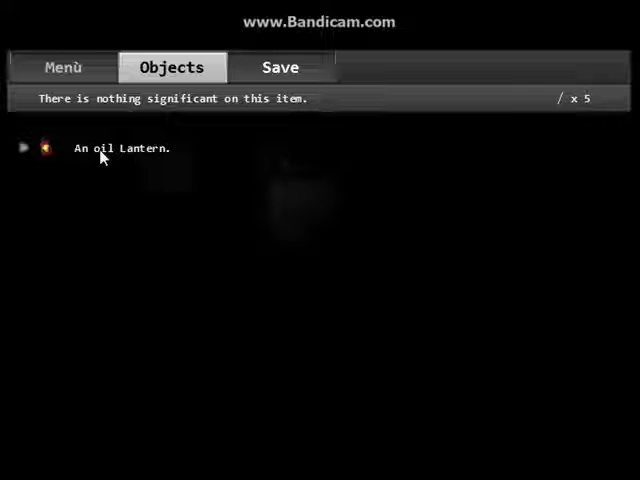 www.Bandicam.com
Menù Objects Save
There is nothing significant on this item. / x 5
An oil Lantern.